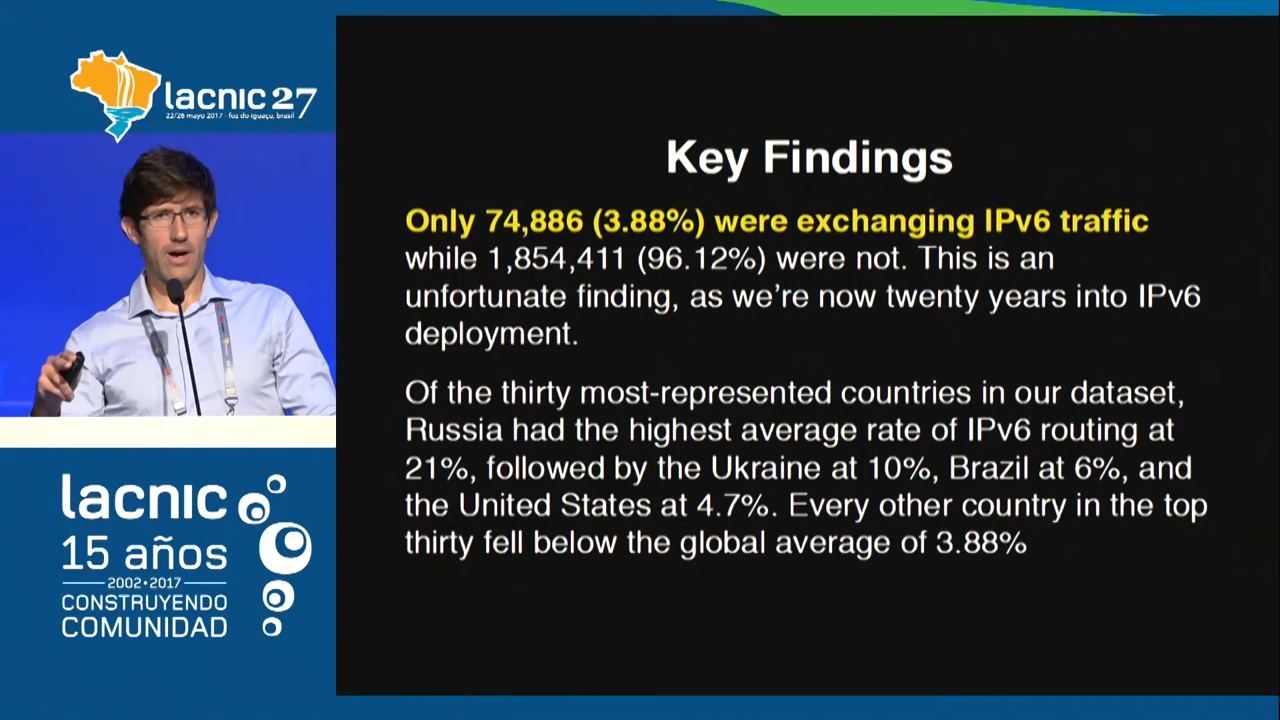 lacnic 27
22/26 mayo 2017 - foz do iguaçu, brasil
Key Findings
Only 74,886 (3.88%) were exchanging IPv6 traffic
while 1,854,411 (96.12%) were not. This is an
unfortunate finding, as we're now twenty years into IPv6
deployment.
Of the thirty most-represented countries in our dataset,
Russia had the highest average rate of IPv6 routing at
21%, followed by the Ukraine at 10%, Brazil at 6%, and
the United States at 4.7%. Every other country in the top
thirty fell below the global average of 3.88%
lacnic
15 años
2002•2017
CONSTRUYENDO
COMUNIDAD